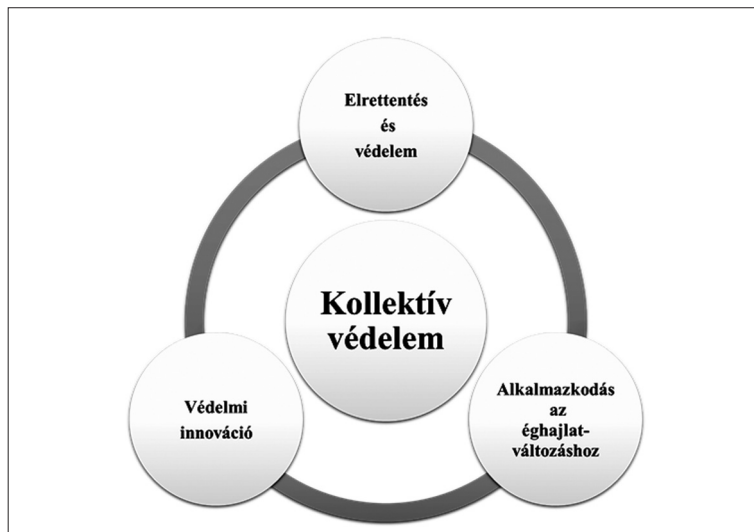 Elrettentés
és
védelem
Kollektív
védelem
Védelmi
innováció
Alkalmazkodás
az
éghajlat-
változáshoz